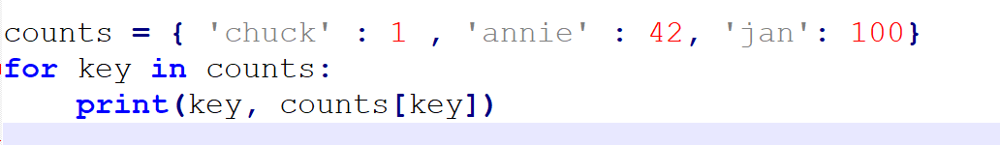 counts = { 'chuck' : 1 , 'annie' : 42, 'jan': 100}
for key in counts:
    print(key, counts[key])